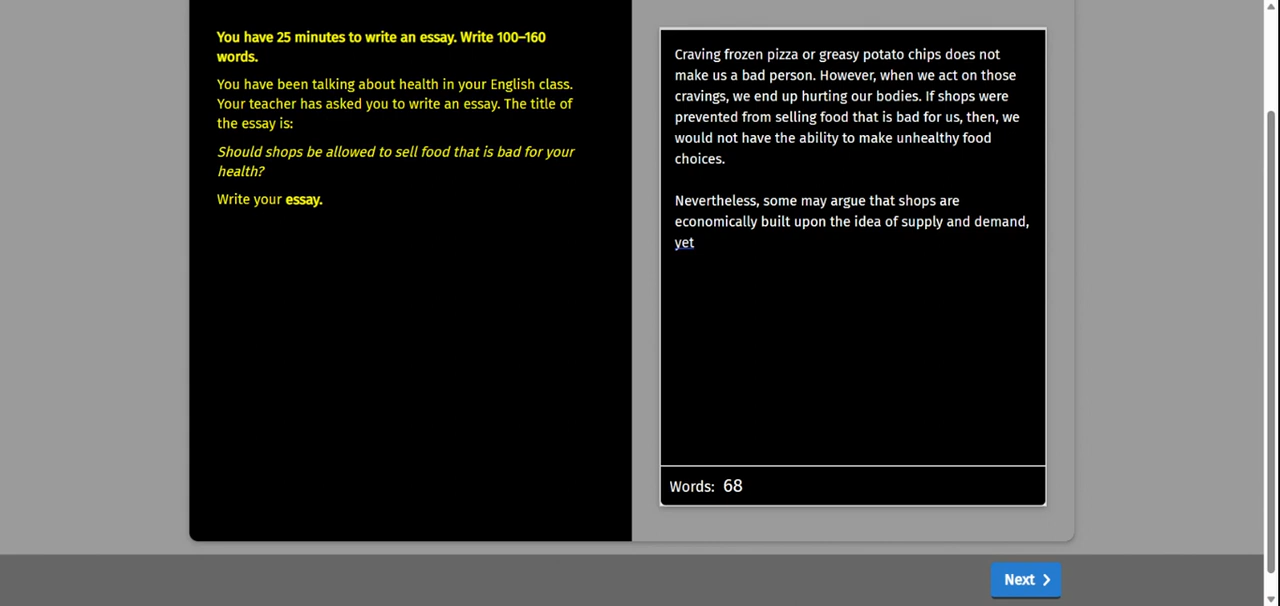 You have 25 minutes to write an essay. Write 100–160
words.
You have been talking about health in your English class.
Your teacher has asked you to write an essay. The title of
the essay is:
Should shops be allowed to sell food that is bad for your
health?
Write your essay.
Craving frozen pizza or greasy potato chips does not
make us a bad person. However, when we act on those
cravings, we end up hurting our bodies. If shops were
prevented from selling food that is bad for us, then, we
would not have the ability to make unhealthy food
choices.
Nevertheless, some may argue that shops are
economically built upon the idea of supply and demand,
yet
Words: 68
Next